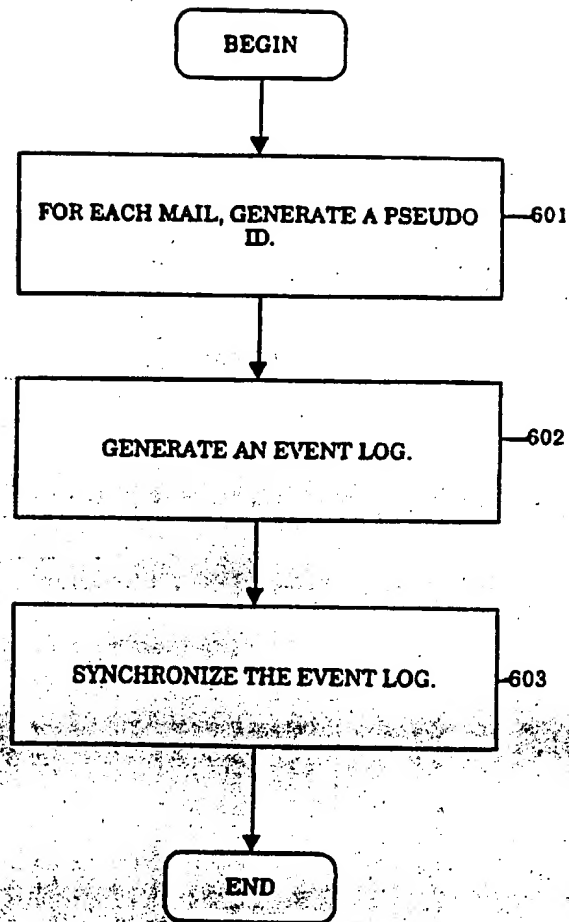 BEGIN
FOR EACH MAIL, GENERATE A PSEUDO
ID.
601
GENERATE AN EVENT LOG.
602
SYNCHRONIZE THE EVENT LOG.
603
END